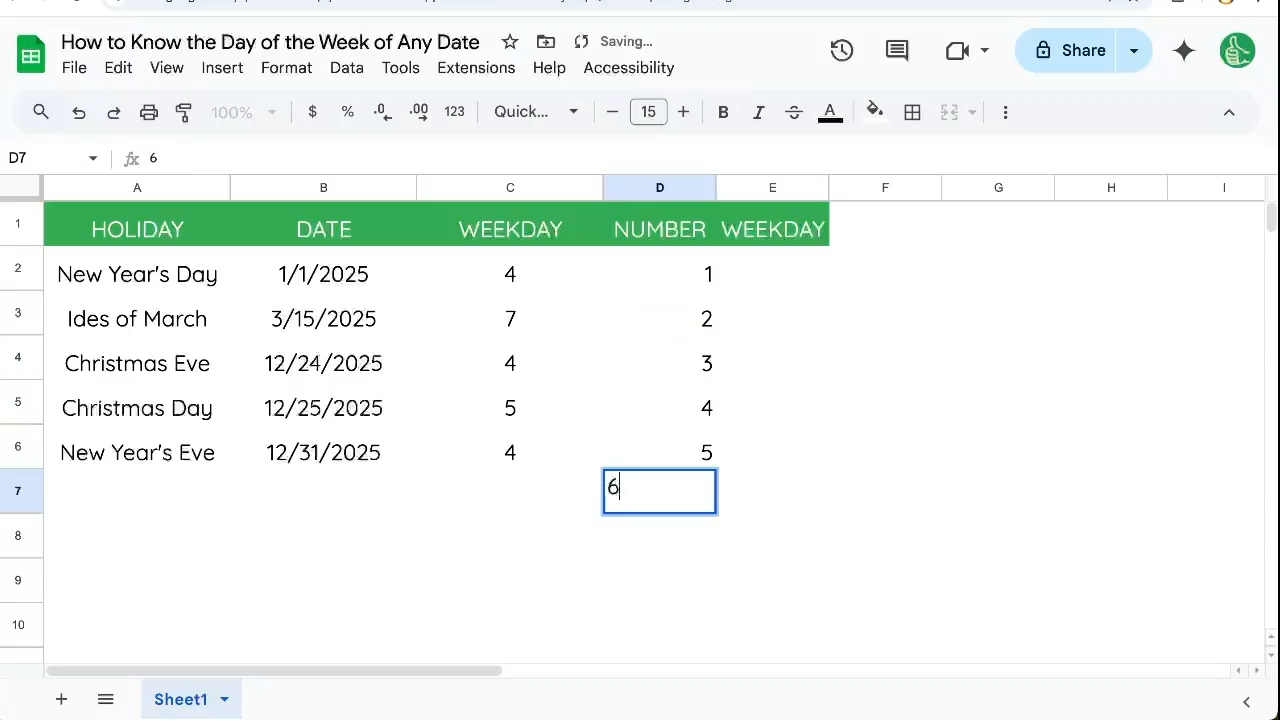 How to Know the Day of the Week of Any Date Saving...
File Edit View Insert Format Data Tools Extensions Help Accessibility
Share
100% $ % .0 .00 123 Quick... 15 B I A
D7 fx 6
A B C D E F G H I
1 HOLIDAY DATE WEEKDAY NUMBER WEEKDAY
2 New Year's Day 1/1/2025 4 1
3 Ides of March 3/15/2025 7 2
4 Christmas Eve 12/24/2025 4 3
5 Christmas Day 12/25/2025 5 4
6 New Year's Eve 12/31/2025 4 5
7 6
8
9
10
Sheet1